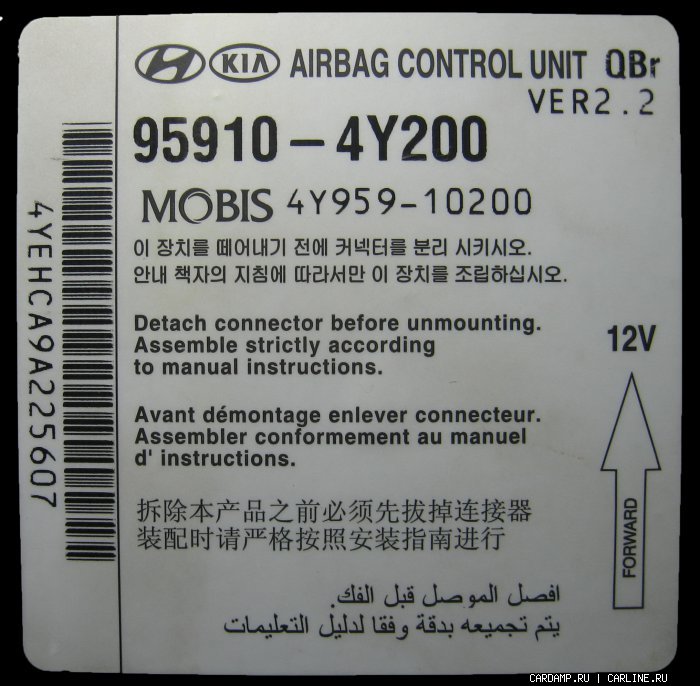 HYUNDAI KIA AIRBAG CONTROL UNIT QBr
VER2.2
95910-4Y200
MOBIS 4Y959-10200
이 장치를 떼어내기 전에 커넥터를 분리 시키시오.
안내 책자의 지침에 따라서만 이 장치를 조립하십시오.
Detach connector before unmounting.
Assemble strictly according
to manual instructions.
12V
Avant démontage enlever connecteur.
Assembler conformement au manuel
d' instructions.
FORWARD
拆除本产品之前必须先拔掉连接器
装配时请严格按照安装指南进行
افصل الموصل قبل الفك.
يتم تجميعه بدقة وفقا لدليل التعليمات
4YEHCA9A225607
CARDAMP.RU | CARLINE.RU